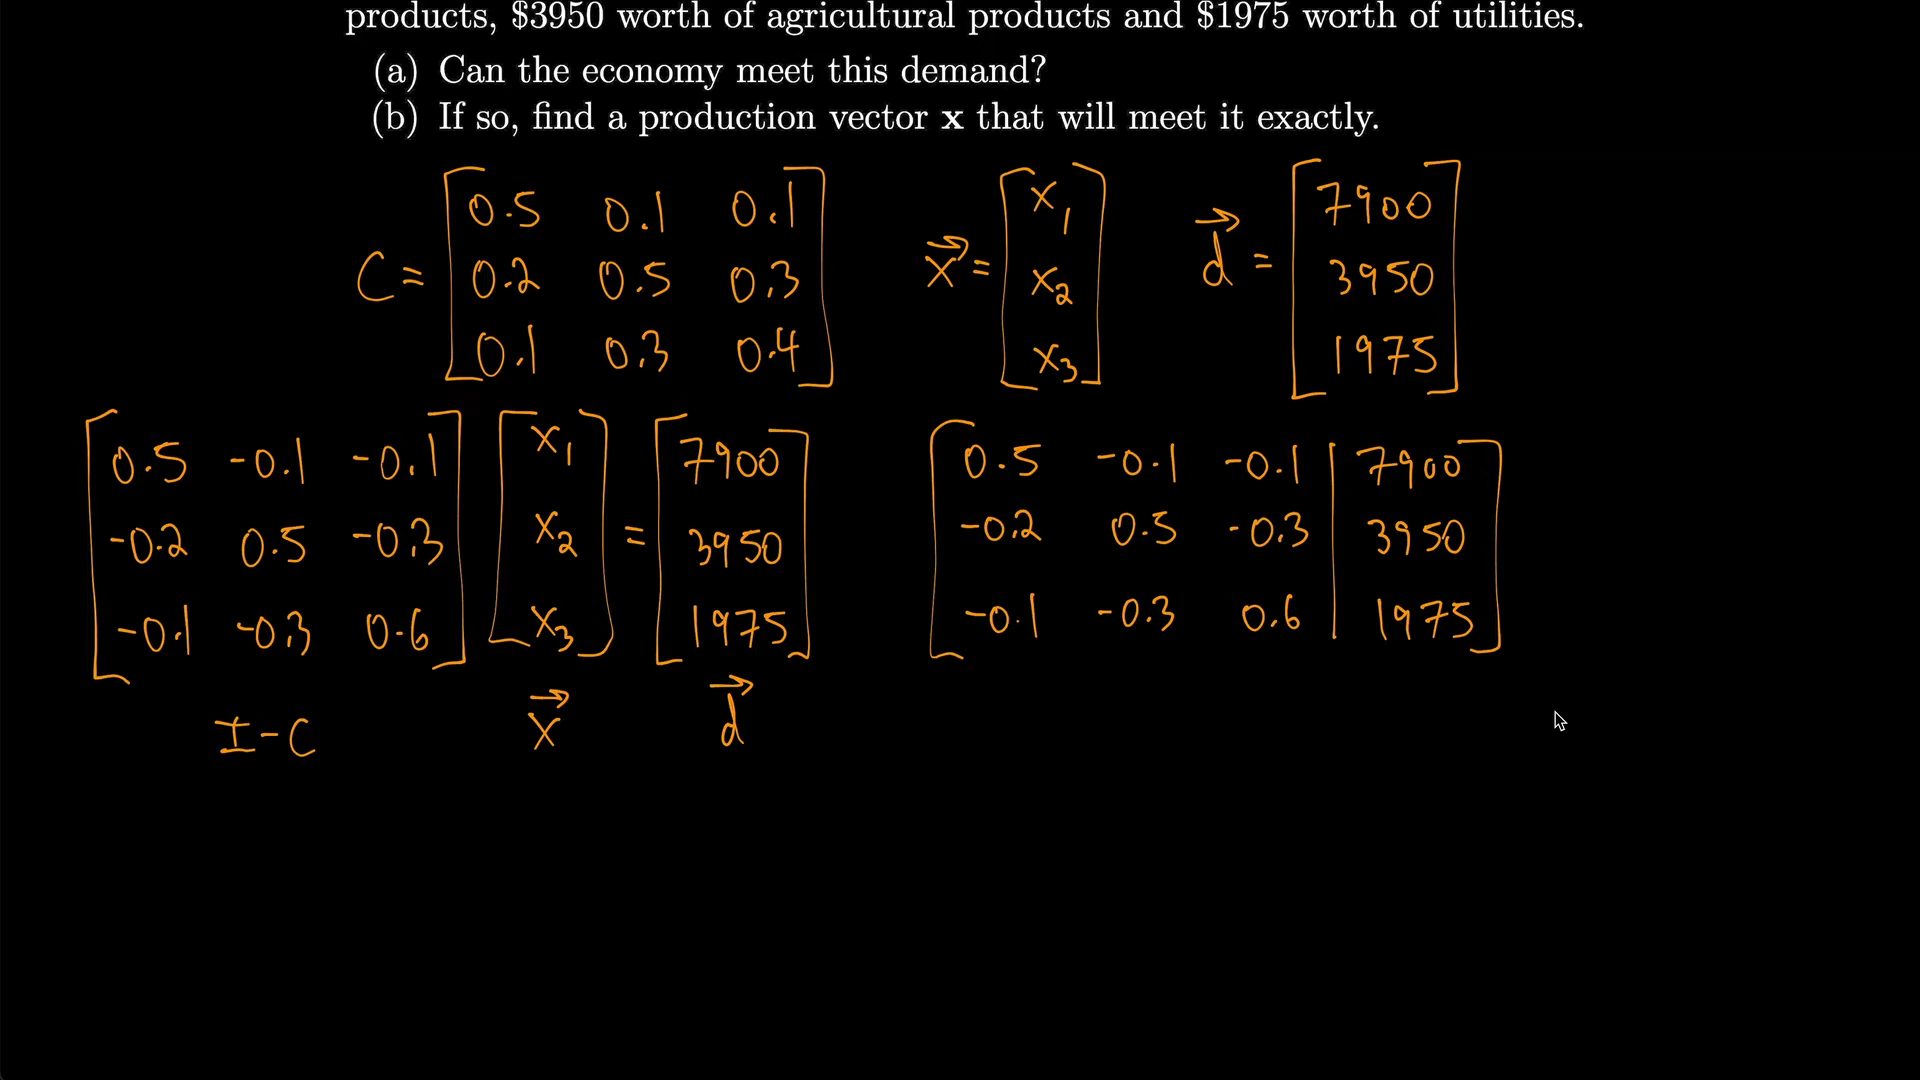 products, $3950 worth of agricultural products and $1975 worth of utilities.
(a) Can the economy meet this demand?
(b) If so, find a production vector x that will meet it exactly.
C = [0.5 0.1 0.1
0.2 0.5 0.3
0.1 0.3 0.4]
x⃗ = [x₁
x₂
x₃]
d⃗ = [7900
3950
1975]
[0.5 -0.1 -0.1
-0.2 0.5 -0.3
-0.1 -0.3 0.6]
[x₁
x₂
x₃]
=
[7900
3950
1975]
I-C x⃗ d⃗
[0.5 -0.1 -0.1 | 7900
-0.2 0.5 -0.3 | 3950
-0.1 -0.3 0.6 | 1975]